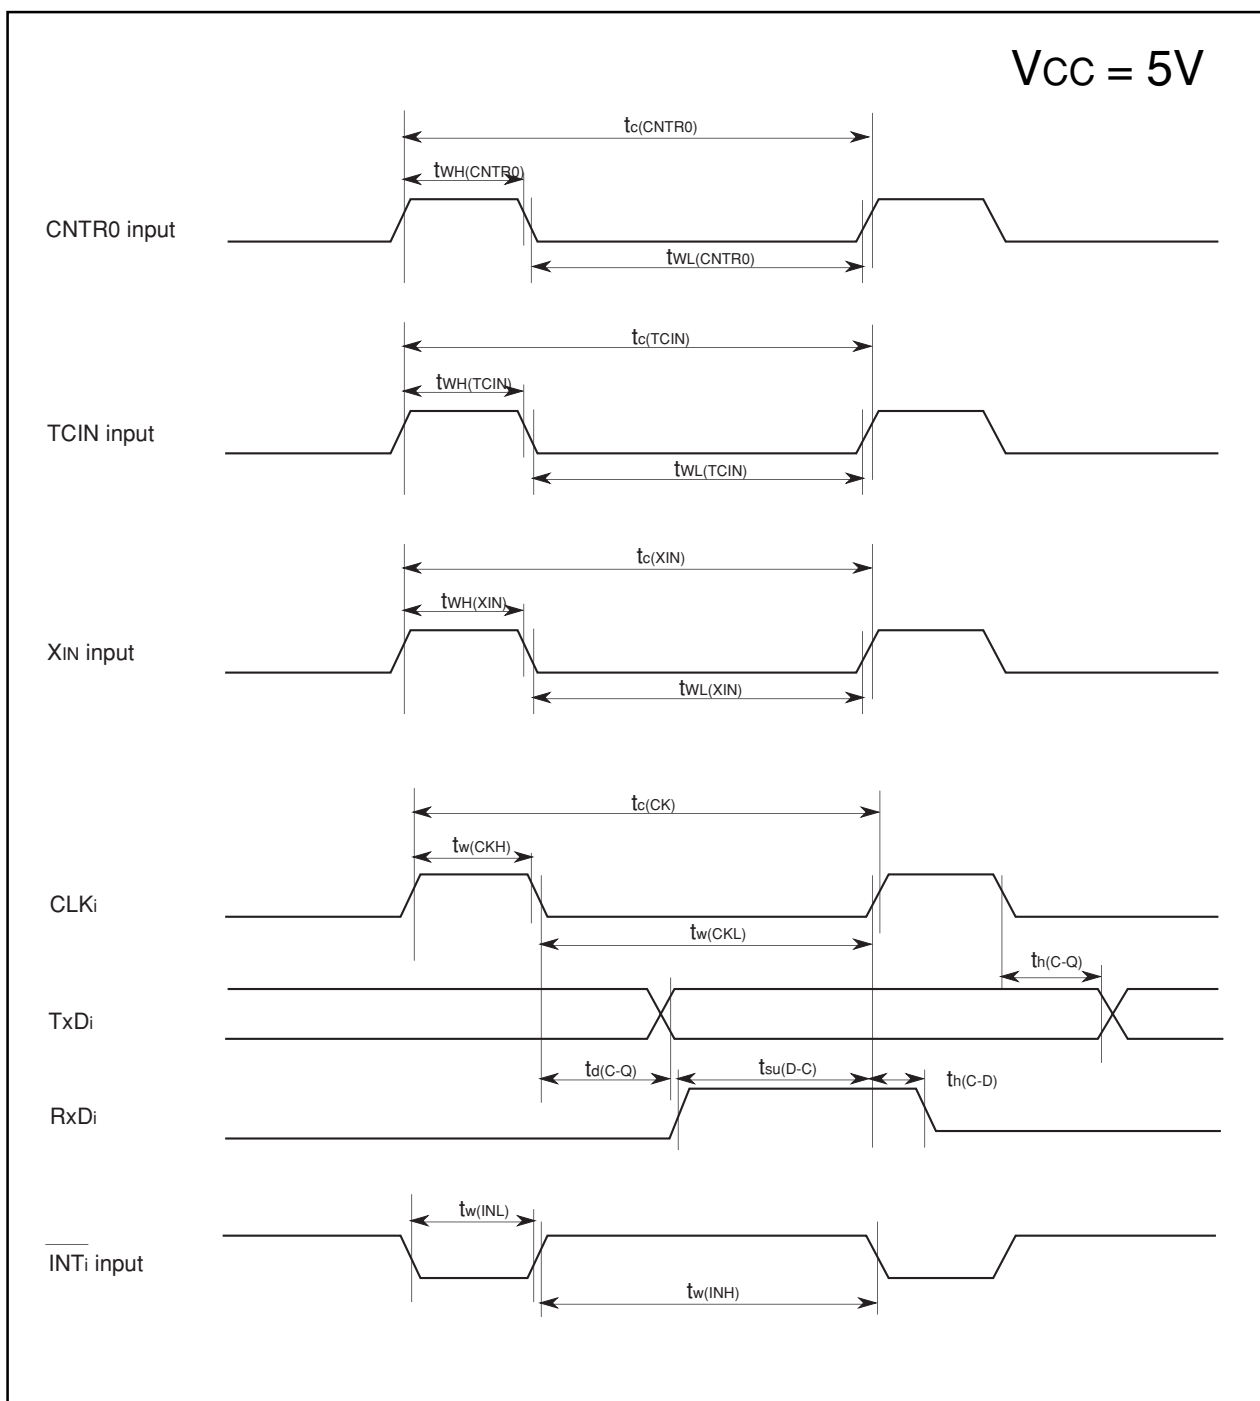 VCC = 5V
tc(CNTR0)
tWH(CNTR0)
CNTR0 input
tWL(CNTR0)
tc(TCIN)
tWH(TCIN)
TCIN input
tWL(TCIN)
tc(XIN)
tWH(XIN)
XIN input
tWL(XIN)
tc(CK)
tw(CKH)
CLKi
tw(CKL)
th(C-Q)
TxDi
td(C-Q)
tsu(D-C)
th(C-D)
RxDi
tw(INL)
INTi input
tw(INH)